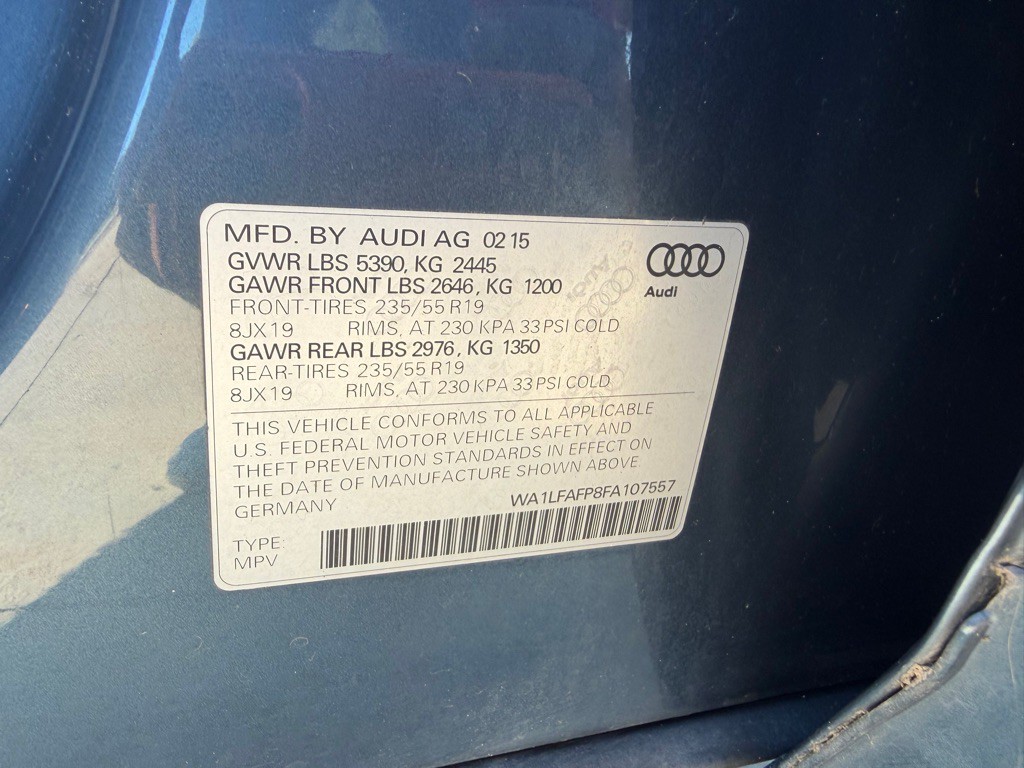 MFD. BY AUDI AG 02 15
GVWR LBS 5390, KG 2445
GAWR FRONT LBS 2646, KG 1200
FRONT-TIRES 235/55 R19
8JX19 RIMS, AT 230 KPA 33 PSI COLD
GAWR REAR LBS 2976, KG 1350
REAR-TIRES 235/55 R19
8JX19 RIMS, AT 230 KPA 33 PSI COLD
Audi
THIS VEHICLE CONFORMS TO ALL APPLICABLE
U.S. FEDERAL MOTOR VEHICLE SAFETY AND
THEFT PREVENTION STANDARDS IN EFFECT ON
THE DATE OF MANUFACTURE SHOWN ABOVE.
GERMANY WA1LFAFP8FA107557
TYPE:
MPV